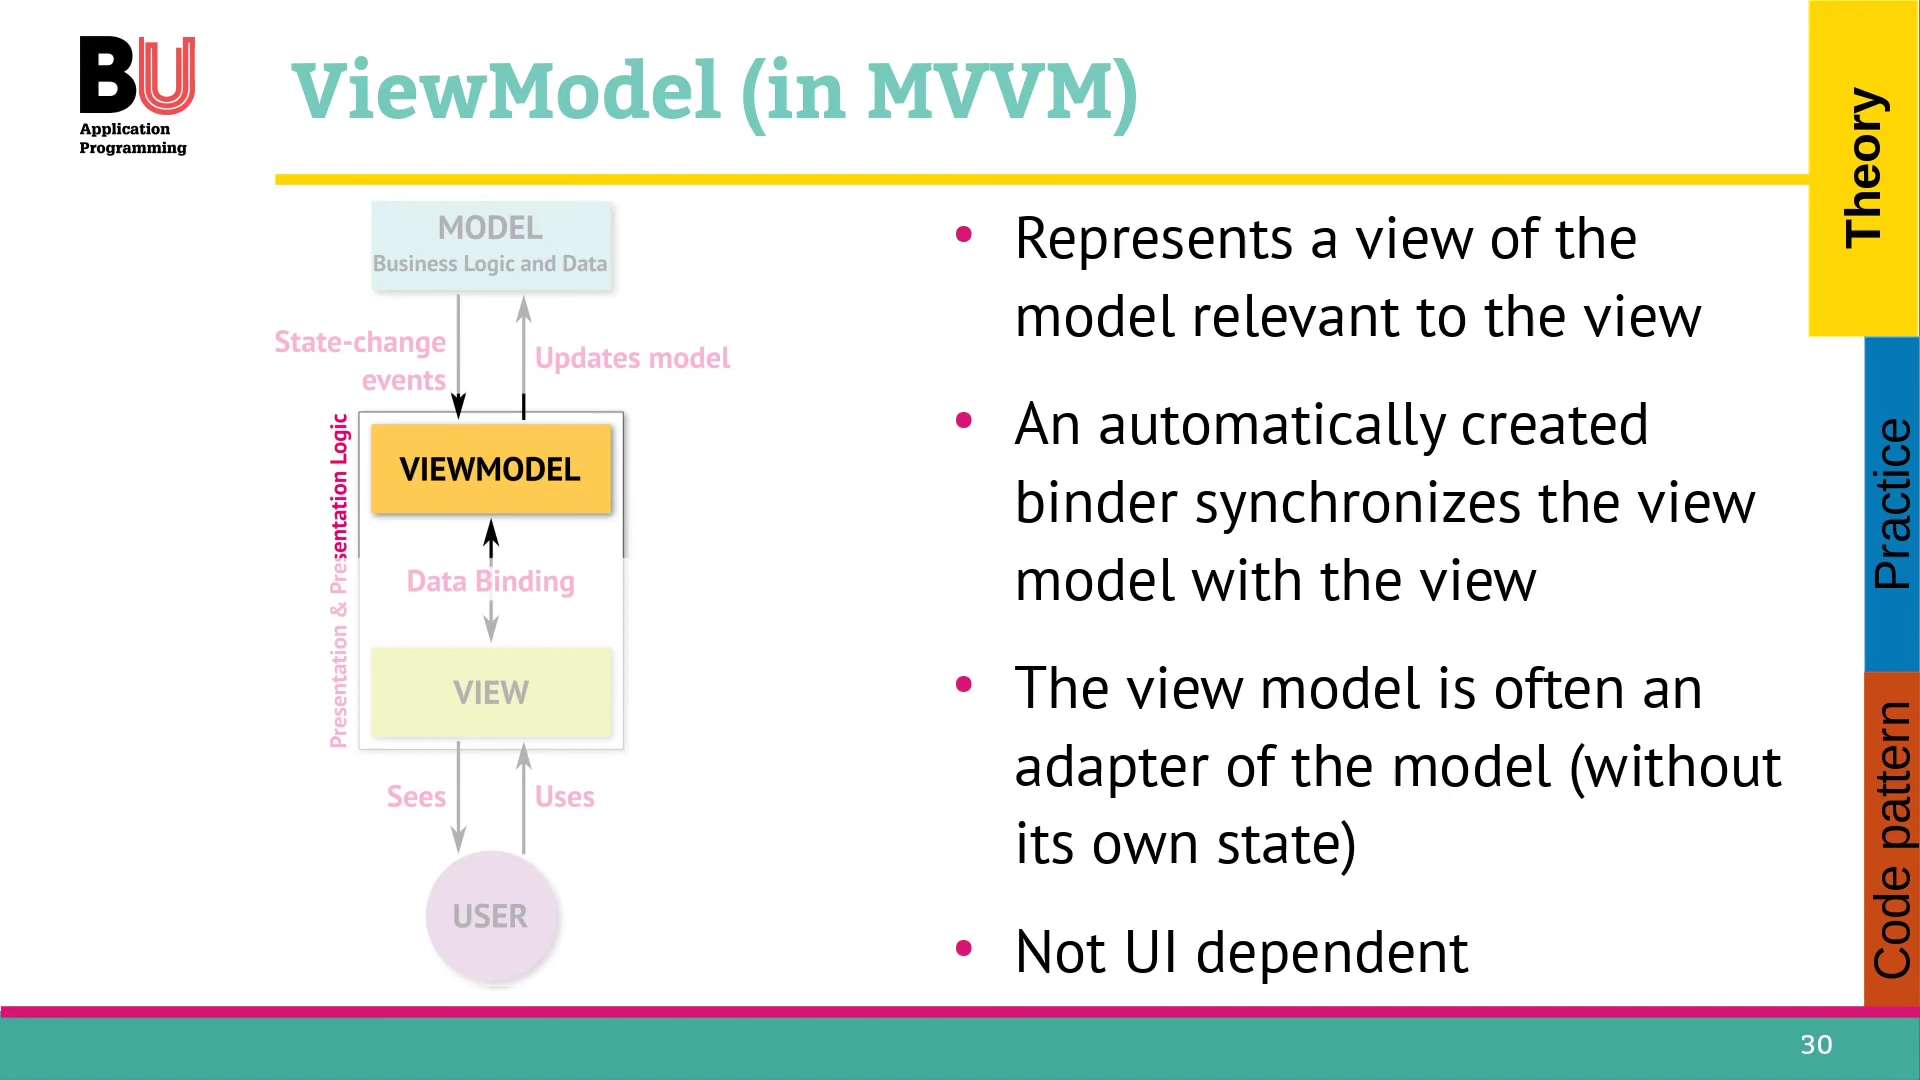 BU
Application
Programming
ViewModel (in MVVM)
MODEL
Business Logic and Data
State-change
events
Updates model
Presentation & Presentation Logic
VIEWMODEL
Data Binding
VIEW
Sees
Uses
USER
• Represents a view of the
model relevant to the view
• An automatically created
binder synchronizes the view
model with the view
• The view model is often an
adapter of the model (without
its own state)
• Not UI dependent
Theory
Practice
Code pattern
30